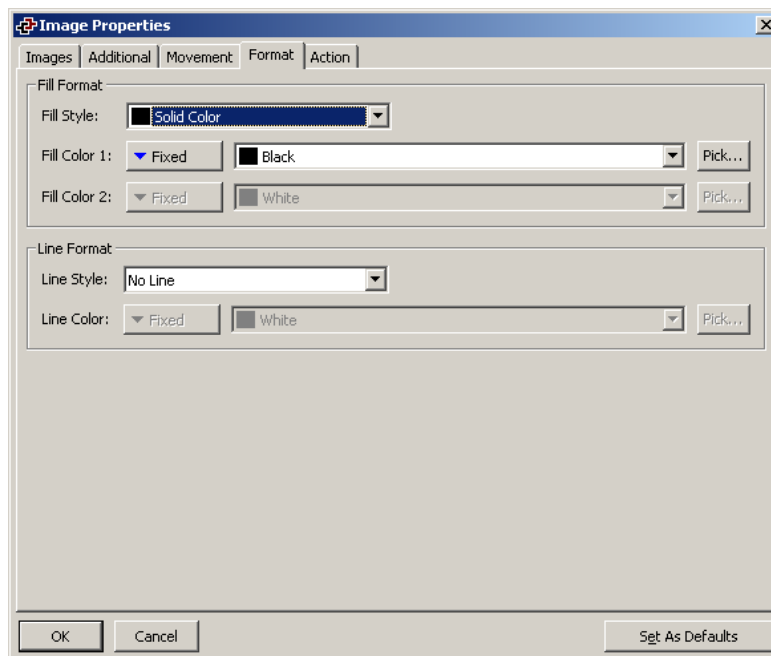 Image Properties
Images Additional Movement Format Action
Fill Format
Fill Style: Solid Color
Fill Color 1: Fixed Black Pick...
Fill Color 2: Fixed White Pick...
Line Format
Line Style: No Line
Line Color: Fixed White Pick...
OK Cancel Set As Defaults